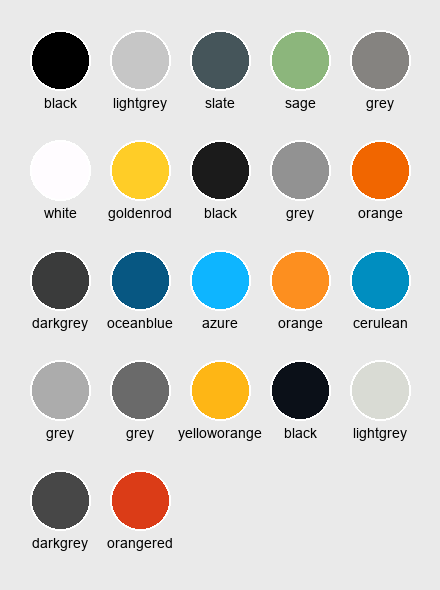 black lightgrey slate sage grey
white goldenrod black grey orange
darkgrey oceanblue azure orange cerulean
grey grey yelloworange black lightgrey
darkgrey orangered